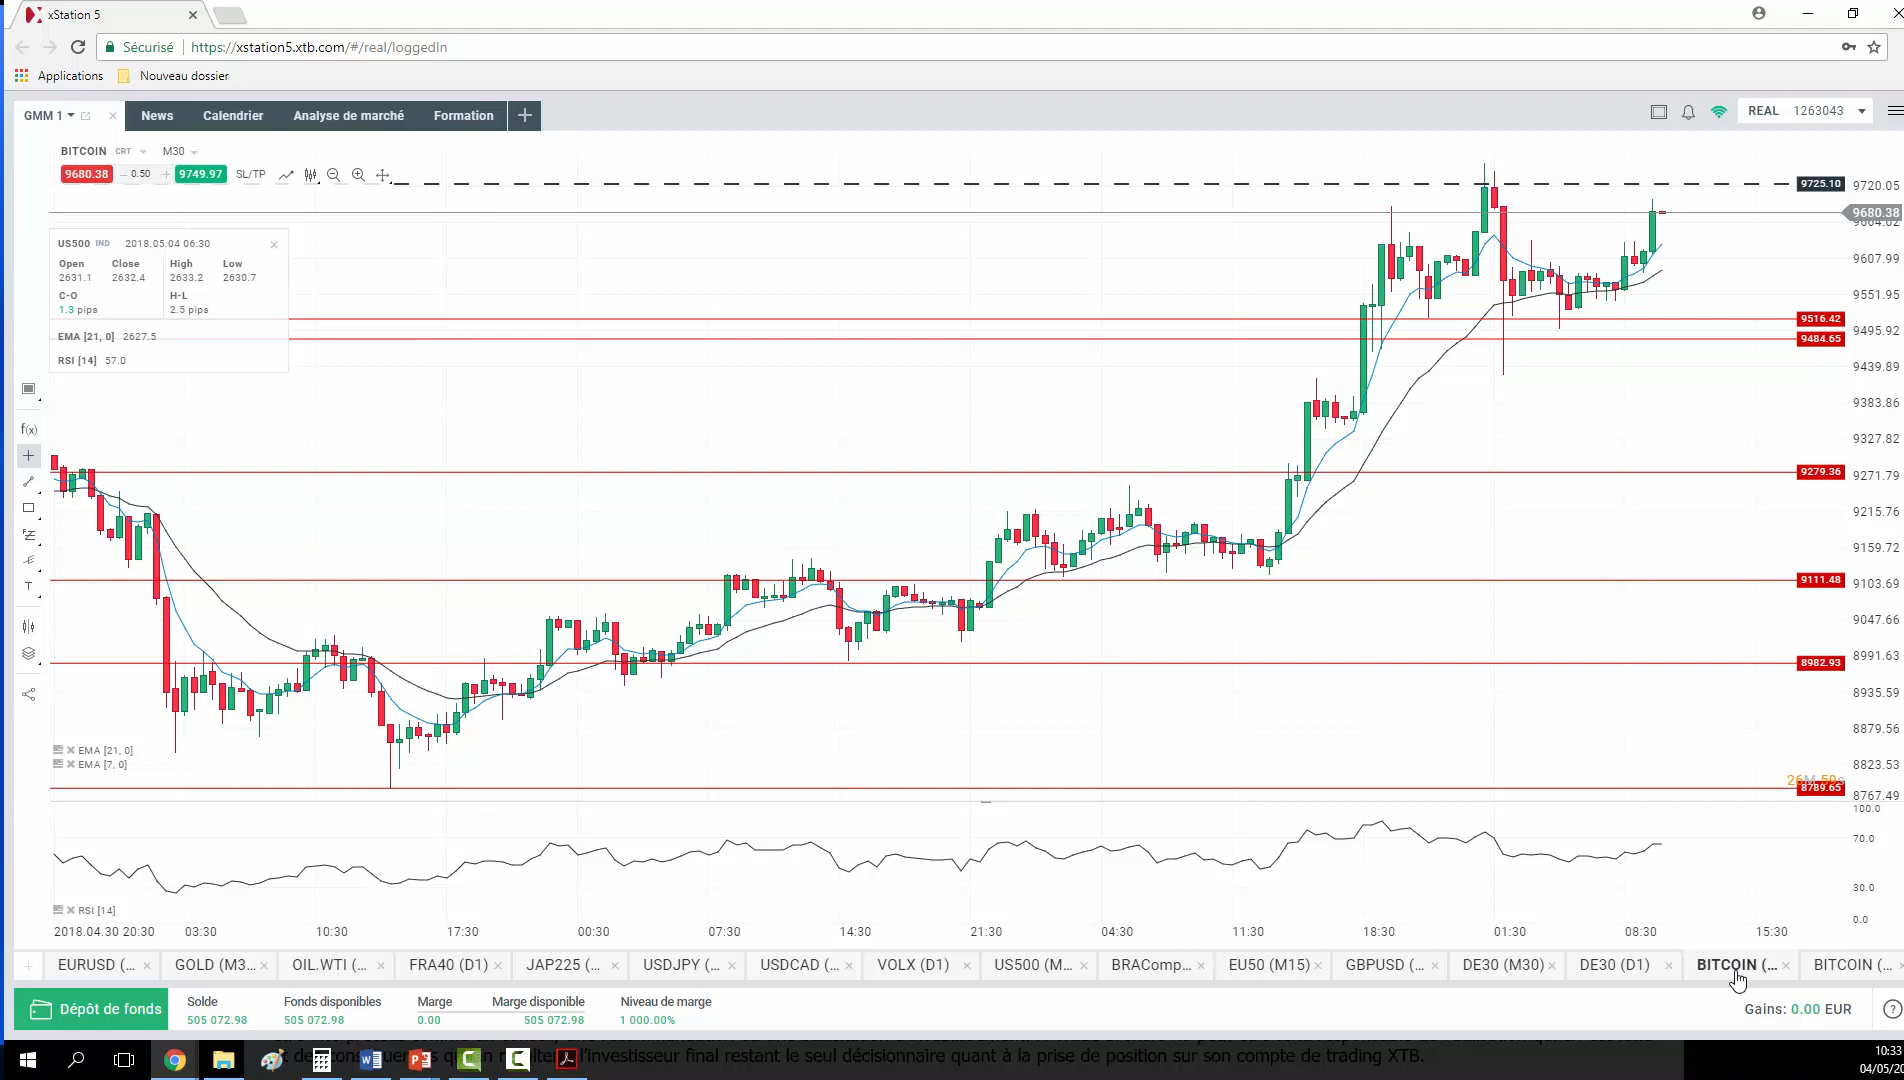 xStation 5
Sécurisé
https://xstation5.xtb.com/#/real/loggedIn
Applications
Nouveau dossier
GMM 1
News
Calendrier
Analyse de marché
Formation
REAL 1263043
BITCOIN CRT M30
9680.38 0.50 9749.97 SL/TP
9725.10
9720.05
9680.38
9607.99
9551.95
9516.42
9495.92
9484.65
9439.89
9383.86
9327.82
9279.36
9271.79
9215.76
9159.72
9111.48
9103.69
9047.66
8991.63
8982.93
8935.59
8879.56
8823.53
8789.65
8767.49
US500 IND 2018.05.04 06:30
Open Close High Low
2631.1 2632.4 2633.2 2630.7
C-O H-L
1.3 pips 2.5 pips
EMA [21, 0] 2627.5
RSI [14] 57.0
f(x)
T
EMA [21, 0]
EMA [7, 0]
100.0
70.0
30.0
0.0
RSI [14]
2018.04.30 20:30 03:30 10:30 17:30 00:30 07:30 14:30 21:30 04:30 11:30 18:30 01:30 08:30 15:30
EURUSD (... GOLD (M3... OIL.WTI (... FRA40 (D1) JAP225 (... USDJPY (... USDCAD (... VOLX (D1) US500 (M... BRAComp... EU50 (M15) GBPUSD (... DE30 (M30) DE30 (D1) BITCOIN (... BITCOIN (...
Dépôt de fonds
Solde Fonds disponibles Marge Marge disponible Niveau de marge
505 072.98 505 072.98 0.00 505 072.98 1 000.00%
Gains: 0.00 EUR
l'investisseur final restant le seul décisionnaire quant à la prise de position sur son compte de trading XTB.
10:33
04/05/20